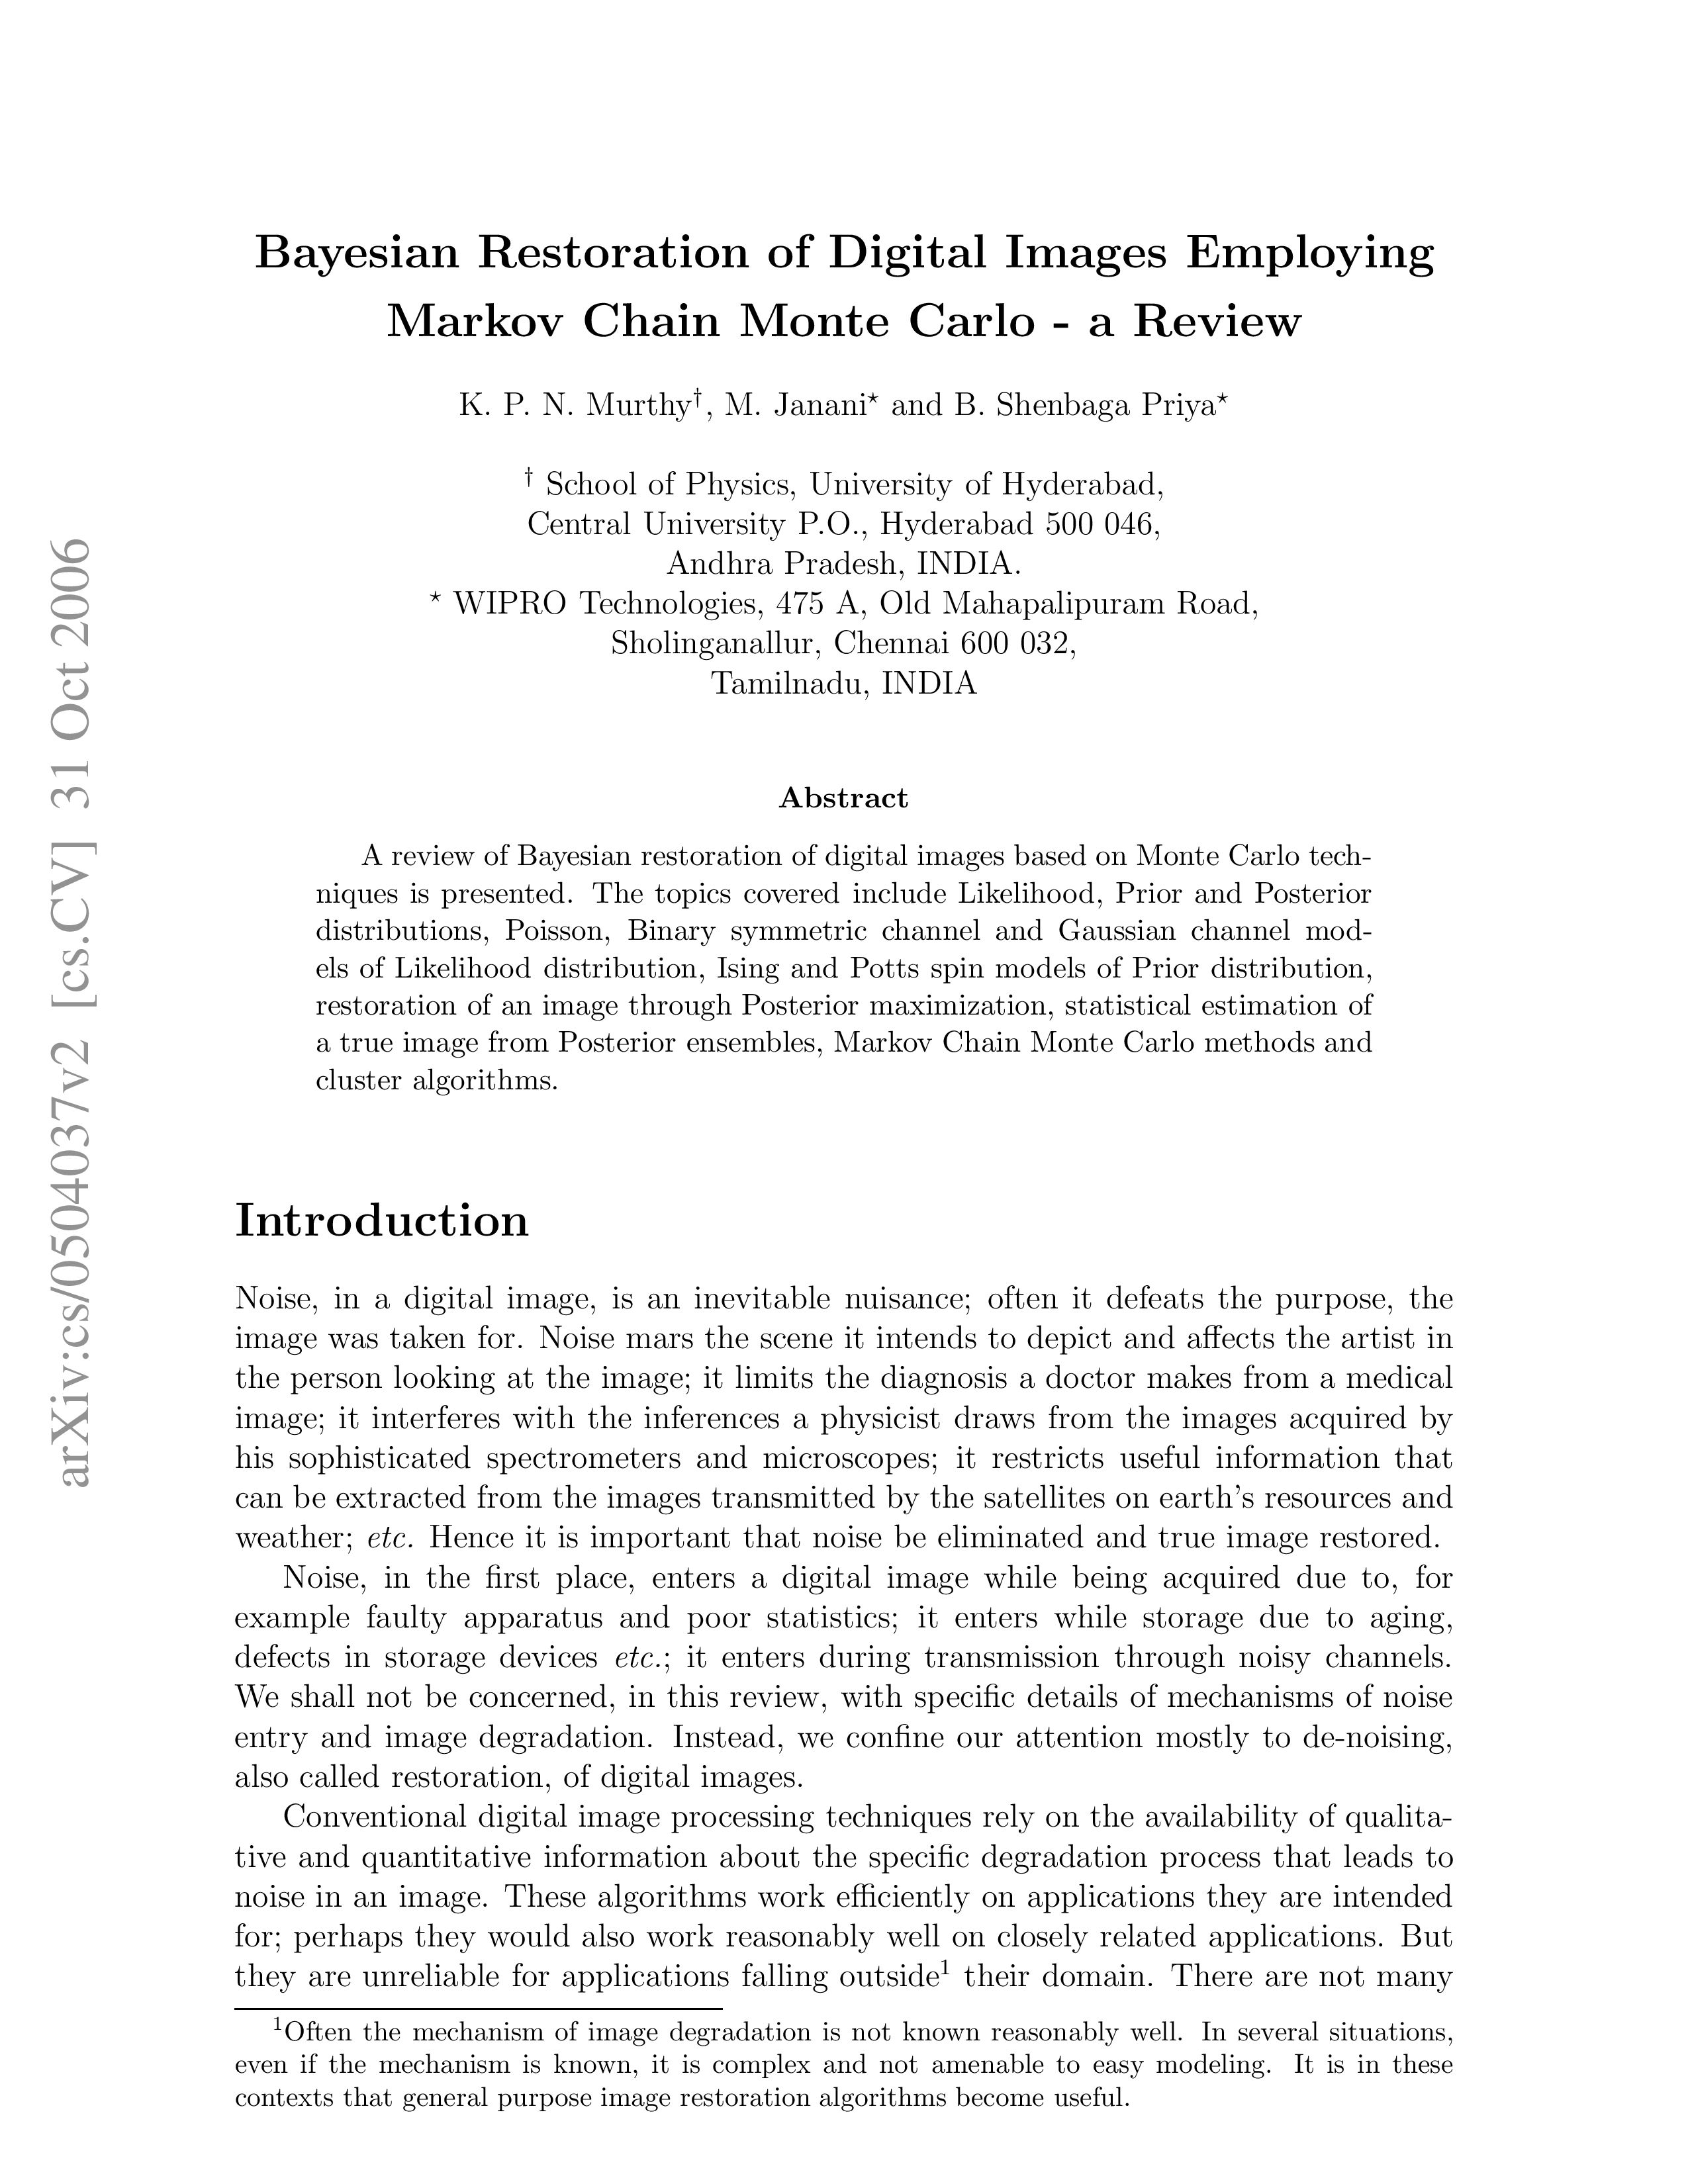 Bayesian Restoration of Digital Images Employing
Markov Chain Monte Carlo - a Review
K. P. N. Murthy†, M. Janani⋆ and B. Shenbaga Priya⋆
† School of Physics, University of Hyderabad,
Central University P.O., Hyderabad 500 046,
Andhra Pradesh, INDIA.
⋆ WIPRO Technologies, 475 A, Old Mahapalipuram Road,
Sholinganallur, Chennai 600 032,
Tamilnadu, INDIA
Abstract
A review of Bayesian restoration of digital images based on Monte Carlo tech-
niques is presented. The topics covered include Likelihood, Prior and Posterior
distributions, Poisson, Binary symmetric channel and Gaussian channel mod-
els of Likelihood distribution, Ising and Potts spin models of Prior distribution,
restoration of an image through Posterior maximization, statistical estimation of
a true image from Posterior ensembles, Markov Chain Monte Carlo methods and
cluster algorithms.
Introduction
Noise, in a digital image, is an inevitable nuisance; often it defeats the purpose, the
image was taken for. Noise mars the scene it intends to depict and affects the artist in
the person looking at the image; it limits the diagnosis a doctor makes from a medical
image; it interferes with the inferences a physicist draws from the images acquired by
his sophisticated spectrometers and microscopes; it restricts useful information that
can be extracted from the images transmitted by the satellites on earth's resources and
weather; etc. Hence it is important that noise be eliminated and true image restored.
Noise, in the first place, enters a digital image while being acquired due to, for
example faulty apparatus and poor statistics; it enters while storage due to aging,
defects in storage devices etc.; it enters during transmission through noisy channels.
We shall not be concerned, in this review, with specific details of mechanisms of noise
entry and image degradation. Instead, we confine our attention mostly to de-noising,
also called restoration, of digital images.
Conventional digital image processing techniques rely on the availability of qualita-
tive and quantitative information about the specific degradation process that leads to
noise in an image. These algorithms work efficiently on applications they are intended
for; perhaps they would also work reasonably well on closely related applications. But
they are unreliable for applications falling outside¹ their domain. There are not many
¹Often the mechanism of image degradation is not known reasonably well. In several situations,
even if the mechanism is known, it is complex and not amenable to easy modeling. It is in these
contexts that general purpose image restoration algorithms become useful.
arXiv:cs/0504037v2 [cs.CV] 31 Oct 2006